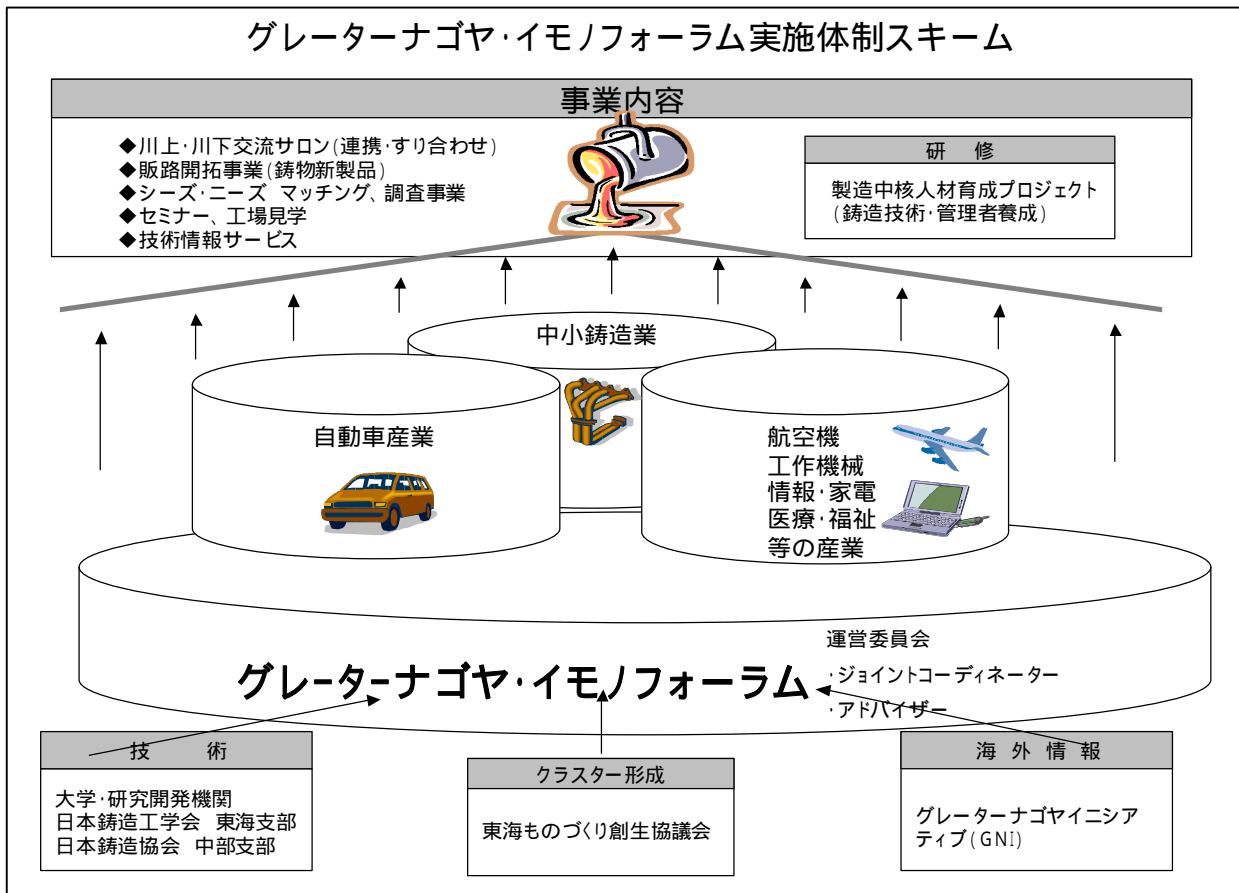 グレーターナゴヤ・イモノフォーラム実施体制スキーム
事業内容
◆川上・川下交流サロン(連携・すり合わせ)
◆販路開拓事業(鋳物新製品)
◆シーズ・ニーズ マッチング、調査事業
◆セミナー、工場見学
◆技術情報サービス
研 修
製造中核人材育成プロジェクト
(鋳造技術・管理者養成)
中小鋳造業
自動車産業
航空機
工作機械
情報・家電
医療・福祉
等の産業
運営委員会
・ジョイントコーディネーター
・アドバイザー
グレーターナゴヤ・イモノフォーラム
技 術
大学・研究開発機関
日本鋳造工学会 東海支部
日本鋳造協会 中部支部
クラスター形成
東海ものづくり創生協議会
海 外 情 報
グレーターナゴヤイニシア
ティブ(GNI)